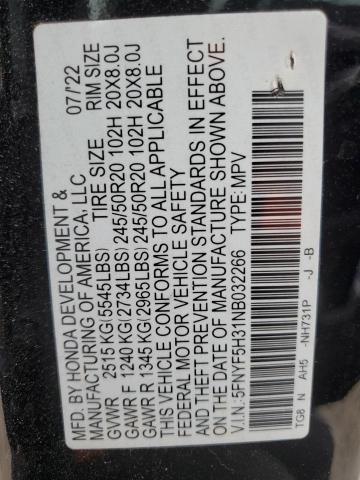 MFD. BY HONDA DEVELOPMENT & 07/'22
MANUFACTURING OF AMERICA, LLC
TIRE SIZE RIM SIZE
GVWR 2515 KG(5545LBS)
GAWR F 1240 KG(2734LBS) 245/50R20 102H 20X8.0J
GAWR R 1345 KG(2965LBS) 245/50R20 102H 20X8.0J
THIS VEHICLE CONFORMS TO ALL APPLICABLE
FEDERAL MOTOR VEHICLE SAFETY
AND THEFT PREVENTION STANDARDS IN EFFECT
ON THE DATE OF MANUFACTURE SHOWN ABOVE.
V.I.N.:5FNYF5H31NB032266 TYPE: MPV
TG8 N AH5 -NH731P -J -B